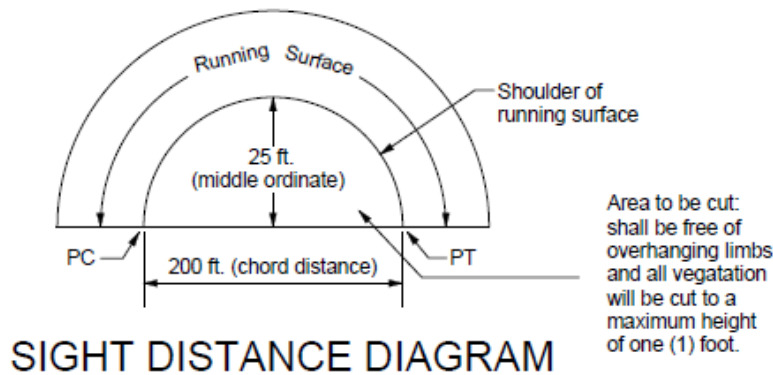 Running Surface
Shoulder of
running surface
25 ft.
(middle ordinate)
Area to be cut:
shall be free of
overhanging limbs
and all vegatation
will be cut to a
maximum height
of one (1) foot.
PC
PT
200 ft. (chord distance)
SIGHT DISTANCE DIAGRAM